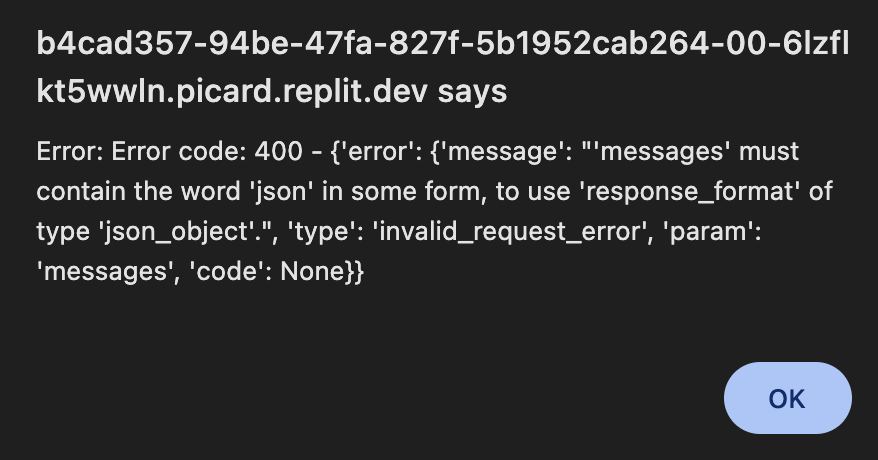 b4cad357-94be-47fa-827f-5b1952cab264-00-6lzfl
kt5wwln.picard.replit.dev says
Error: Error code: 400 - {'error': {'message': "'messages' must
contain the word 'json' in some form, to use 'response_format' of
type 'json_object'.", 'type': 'invalid_request_error', 'param':
'messages', 'code': None}}
OK